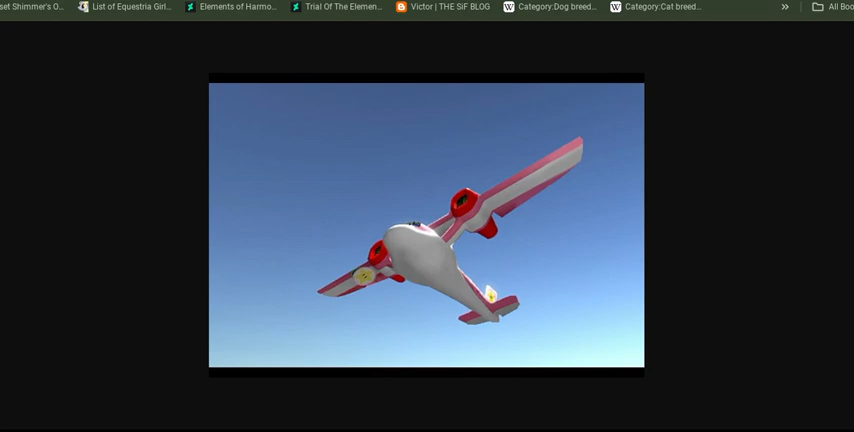 set Shimmer's O... List of Equestria Girl... Elements of Harmo... Trial Of The Elemen... Victor | THE SiF BLOG Category:Dog breed... Category:Cat breed... » All Boo